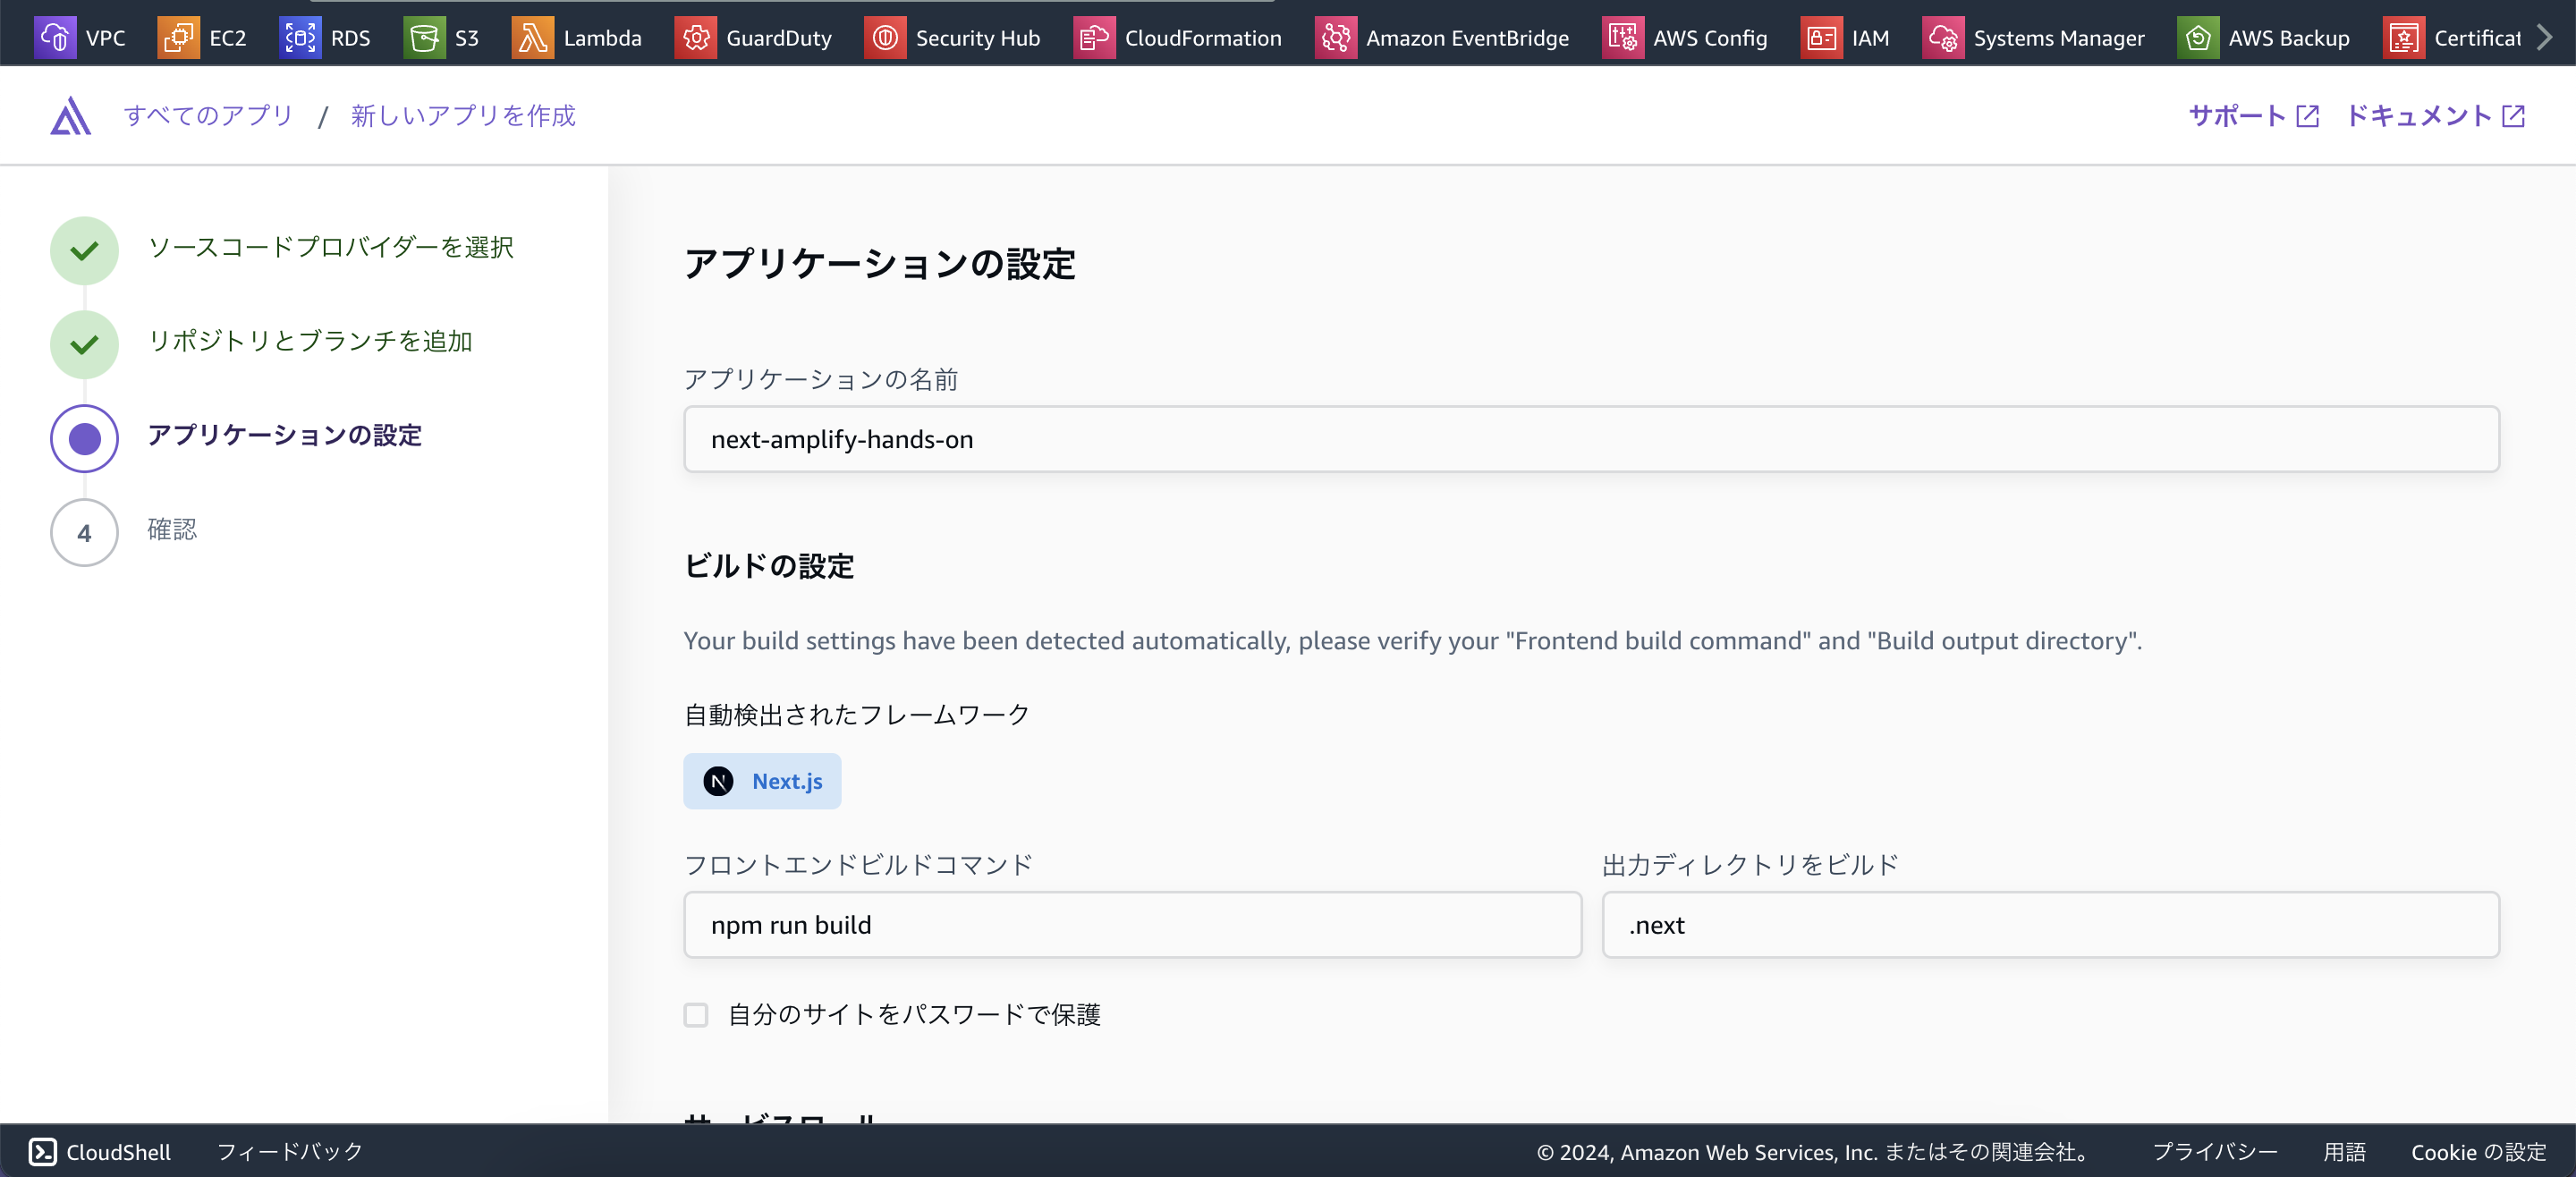 VPC EC2 RDS S3 Lambda GuardDuty Security Hub CloudFormation Amazon EventBridge AWS Config IAM Systems Manager AWS Backup Certificat
すべてのアプリ / 新しいアプリを作成
サポート ドキュメント
ソースコードプロバイダーを選択
リポジトリとブランチを追加
アプリケーションの設定
4 確認
アプリケーションの設定
アプリケーションの名前
next-amplify-hands-on
ビルドの設定
Your build settings have been detected automatically, please verify your "Frontend build command" and "Build output directory".
自動検出されたフレームワーク
N Next.js
フロントエンドビルドコマンド 出力ディレクトリをビルド
npm run build .next
自分のサイトをパスワードで保護
サービスロール
CloudShell フィードバック © 2024, Amazon Web Services, Inc. またはその関連会社。 プライバシー 用語 Cookie の設定